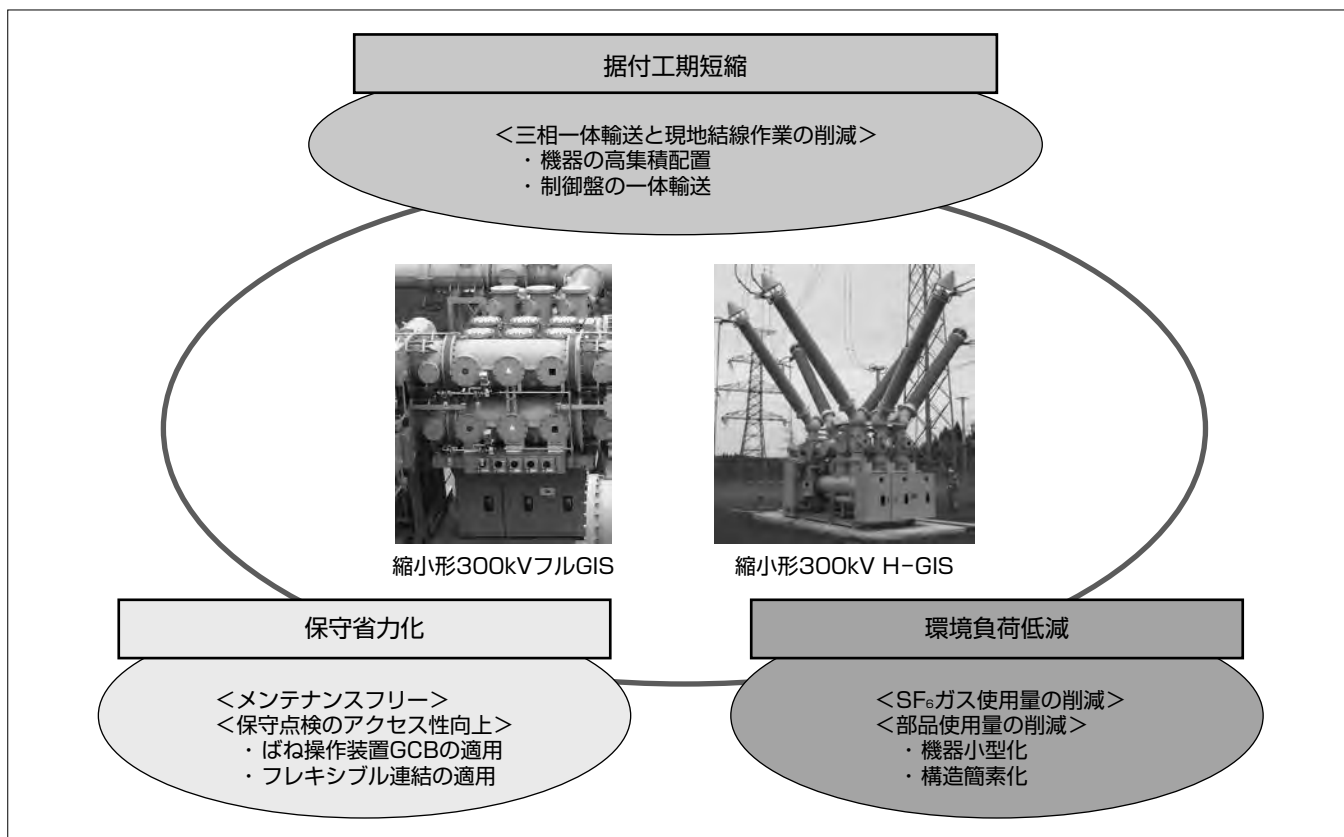 据付工期短縮
＜三相一体輸送と現地結線作業の削減＞
・機器の高集積配置
・制御盤の一体輸送
縮小形300kVフルGIS
縮小形300kV H-GIS
保守省力化
＜メンテナンスフリー＞
＜保守点検のアクセス性向上＞
・ばね操作装置GCBの適用
・フレキシブル連結の適用
環境負荷低減
＜SF₆ガス使用量の削減＞
＜部品使用量の削減＞
・機器小型化
・構造簡素化